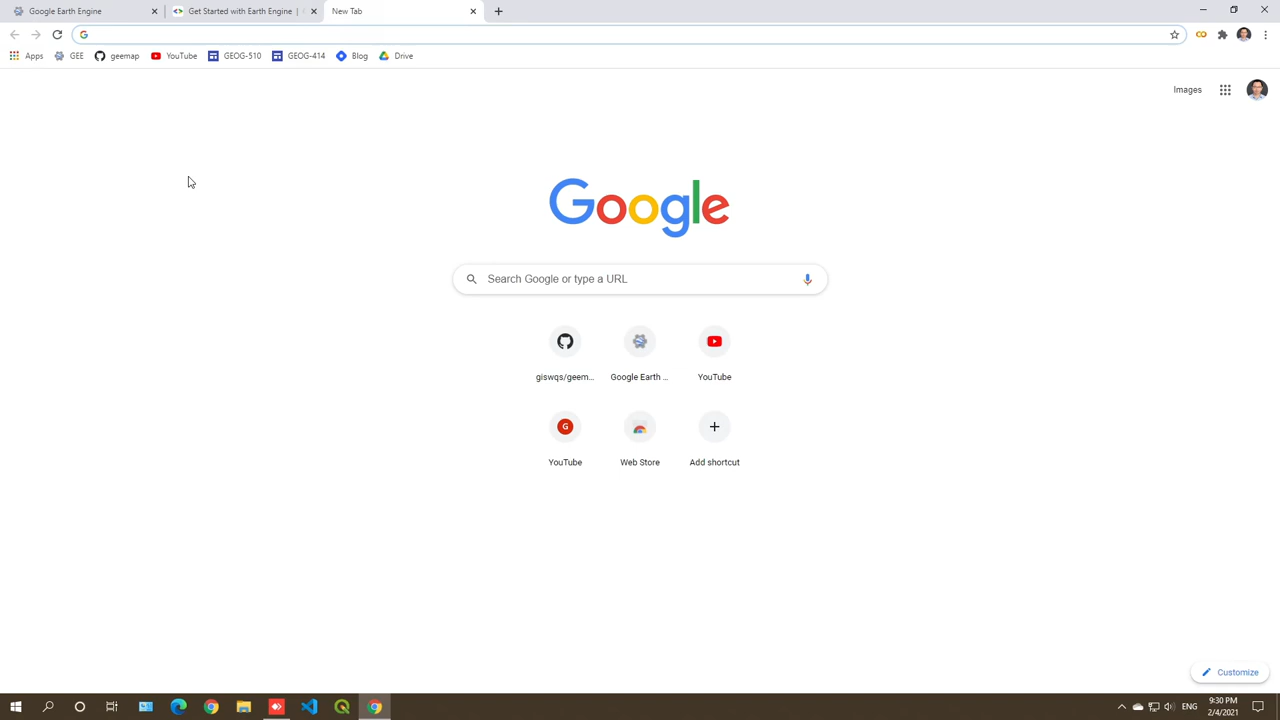 Google Earth Engine
Get Started with Earth Engine |
New Tab
Apps GEE geemap YouTube GEOG-510 GEOG-414 Blog Drive
Images
Google
Search Google or type a URL
giswqs/geem... Google Earth ... YouTube
G
YouTube Web Store Add shortcut
Customize
ENG
9:30 PM
2/4/2021